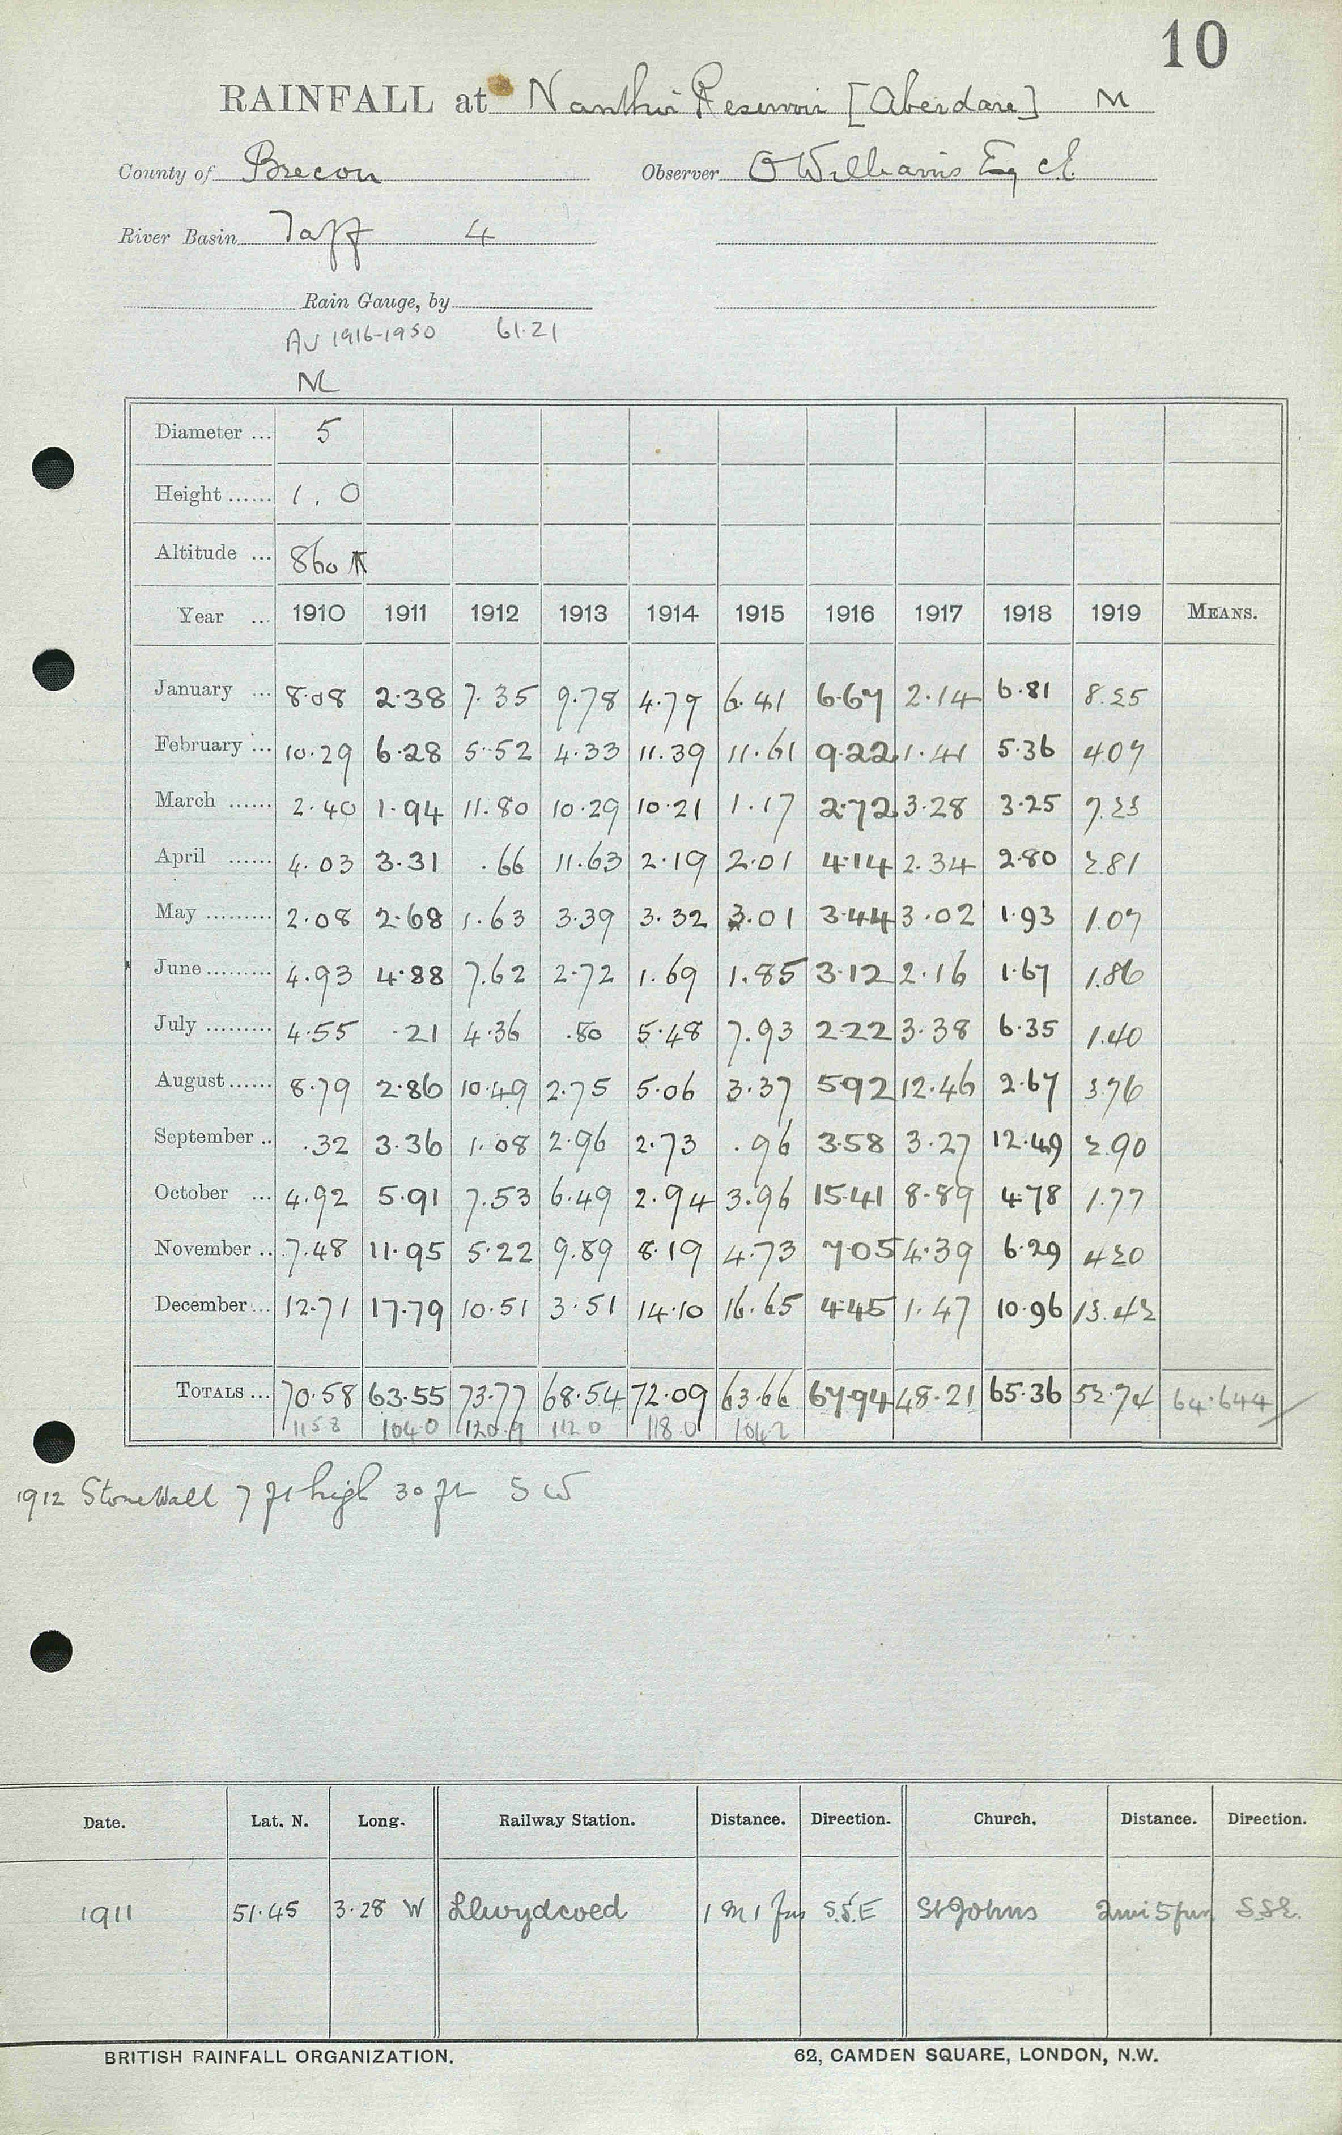 10
RAINFALL at Nanthir Reservoir [Aberdare] M
County of Brecon Observer O Williams Esq C.E.
River Basin Taff 4
Rain Gauge, by
Av 1916-1950 61.21
M
Diameter ... 5
Height ...... 1.0
Altitude ... 860
Year ... 1910 1911 1912 1913 1914 1915 1916 1917 1918 1919 MEANS.
January ... 8.08 2.38 7.35 9.78 4.79 6.41 6.67 2.14 6.81 8.25
February ... 10.29 6.28 5.52 4.33 11.39 11.61 9.22 1.41 5.36 4.07
March ...... 2.40 1.94 11.80 10.29 10.21 1.17 2.72 3.28 3.25 7.23
April ...... 4.03 3.31 .66 11.63 2.19 2.01 4.14 2.34 2.80 2.81
May ......... 2.08 2.68 1.63 3.39 3.32 3.01 3.44 3.02 1.93 1.07
June ......... 4.93 4.88 7.62 2.72 1.69 1.85 3.12 2.16 1.67 1.86
July ......... 4.55 .21 4.36 .80 5.48 7.93 2.22 3.38 6.35 1.40
August ...... 8.79 2.86 10.49 2.75 5.06 3.37 5.92 12.46 2.67 3.76
September .. .32 3.36 1.08 2.96 2.73 .96 3.58 3.27 12.49 2.90
October ... 4.92 5.91 7.53 6.49 2.94 3.96 15.41 8.89 4.78 1.77
November .. 7.48 11.95 5.22 9.89 8.19 4.73 7.05 4.39 6.29 4.20
December ... 12.71 17.79 10.51 3.51 14.10 16.65 4.45 1.47 10.96 13.42
TOTALS ... 70.58 63.55 73.77 68.54 72.09 63.66 67.94 48.21 65.36 52.74 64.644
115.3 104.0 120.9 112.0 118.0 104.2
1912 Stone Wall 7 ft high 30 ft SW
Date. Lat. N. Long. Railway Station. Distance. Direction. Church. Distance. Direction.
1911 51.45 3.28 W Llwydcoed 1 m 1 fur S.S.E St Johns 2 mi 5 fur S.S.E.
BRITISH RAINFALL ORGANIZATION. 62, CAMDEN SQUARE, LONDON, N.W.